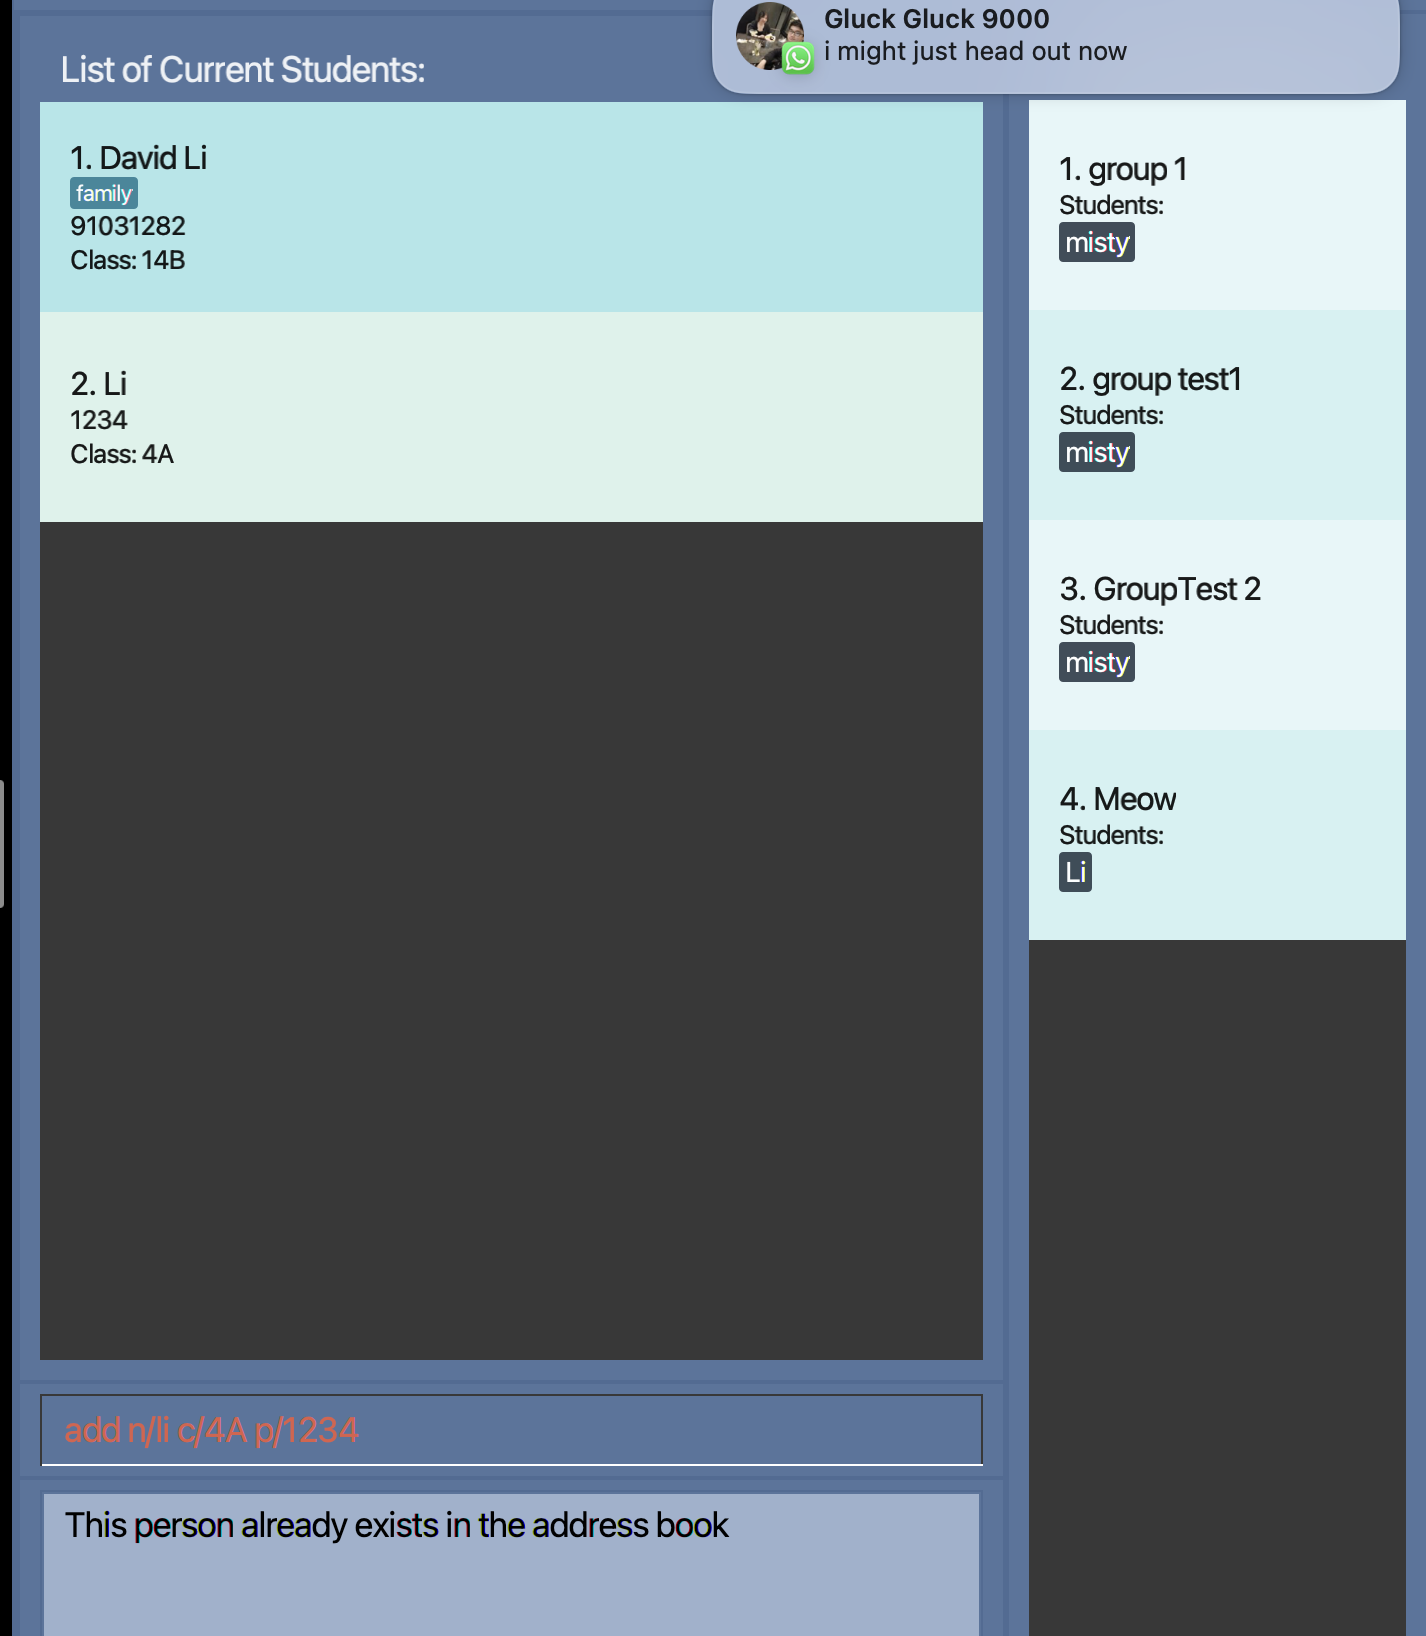 Gluck Gluck 9000
i might just head out now
List of Current Students:
1. David Li
family
91031282
Class: 14B
2. Li
1234
Class: 4A
1. group 1
Students:
misty
2. group test1
Students:
misty
3. GroupTest 2
Students:
misty
4. Meow
Students:
Li
add n/li c/4A p/1234
This person already exists in the address book